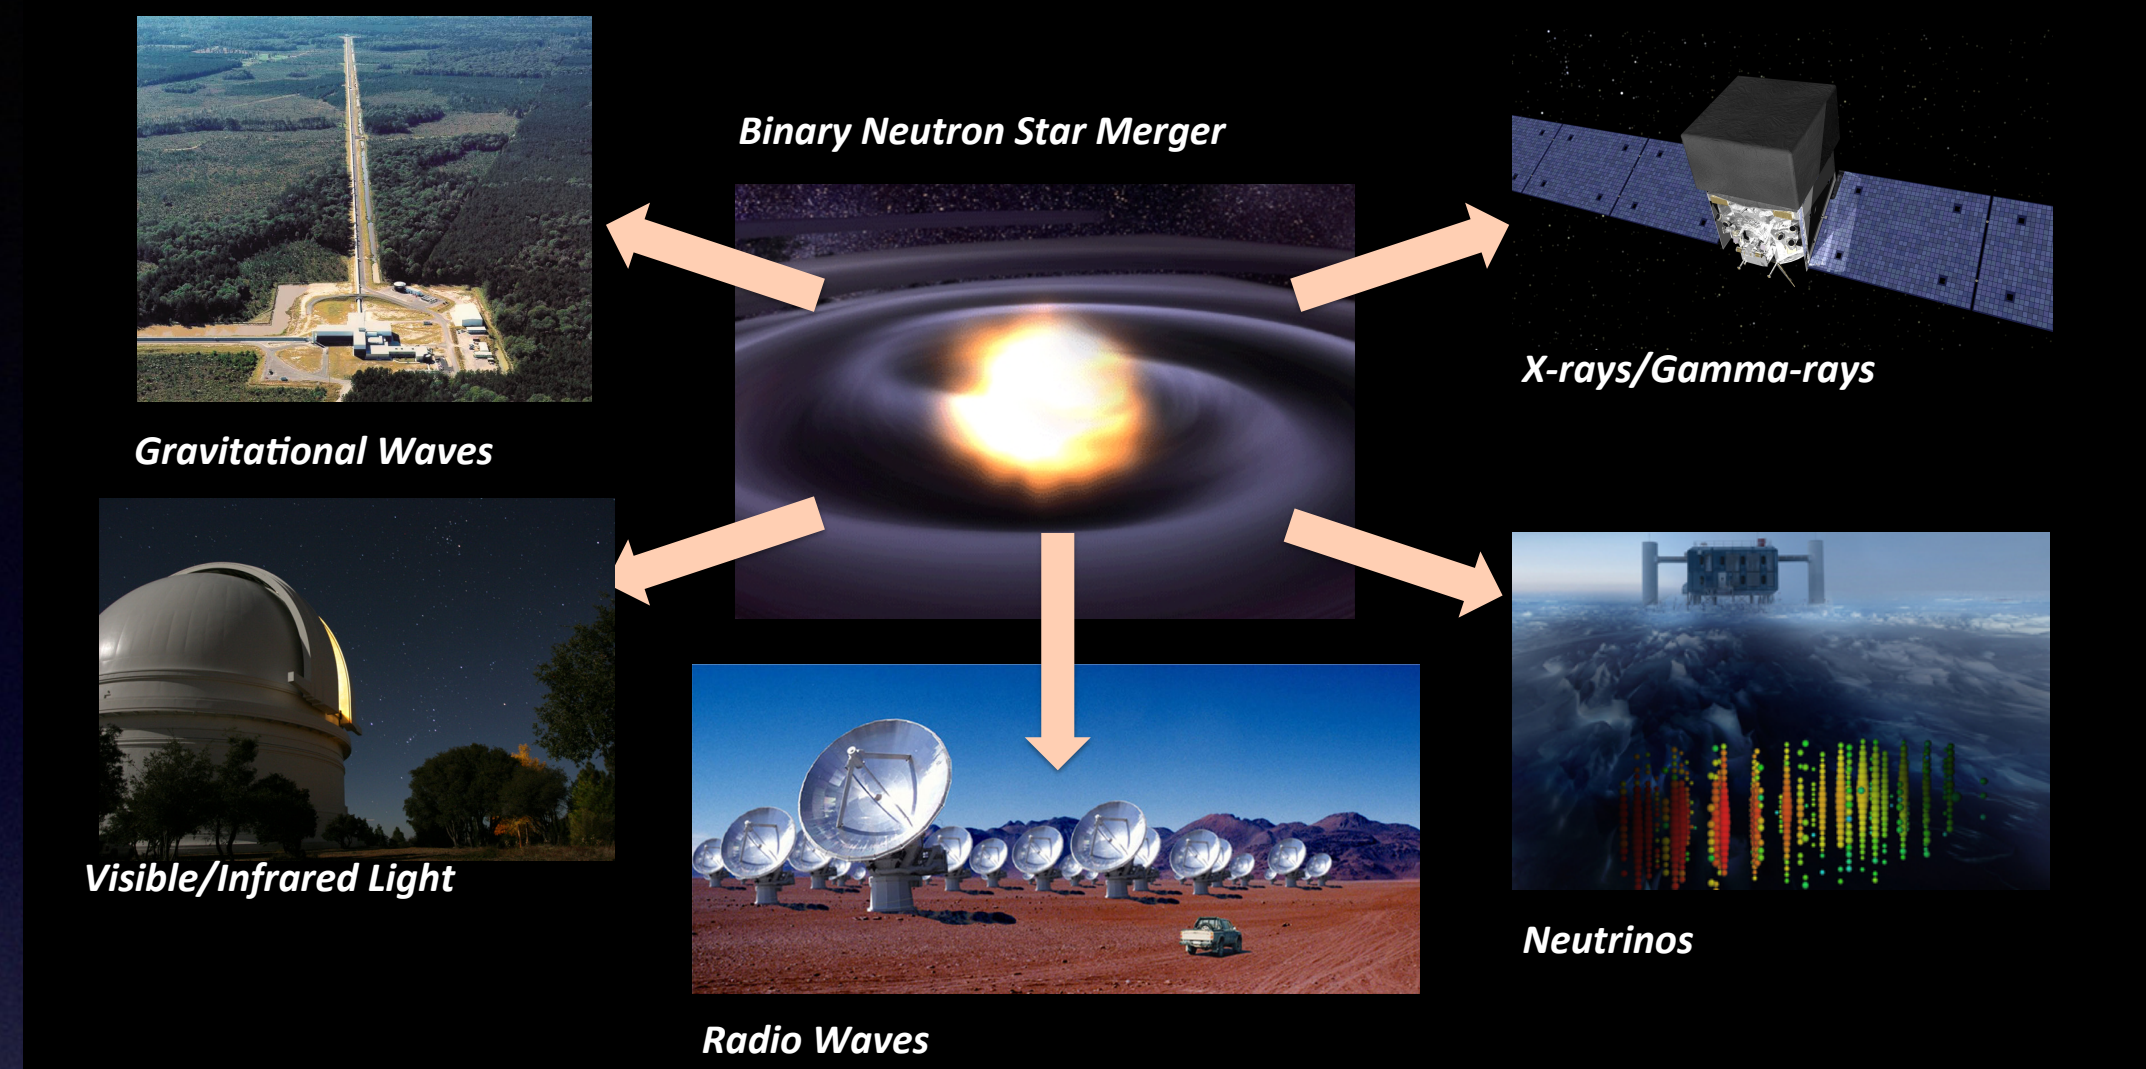 Binary Neutron Star Merger
Gravitational Waves
X-rays/Gamma-rays
Visible/Infrared Light
Neutrinos
Radio Waves